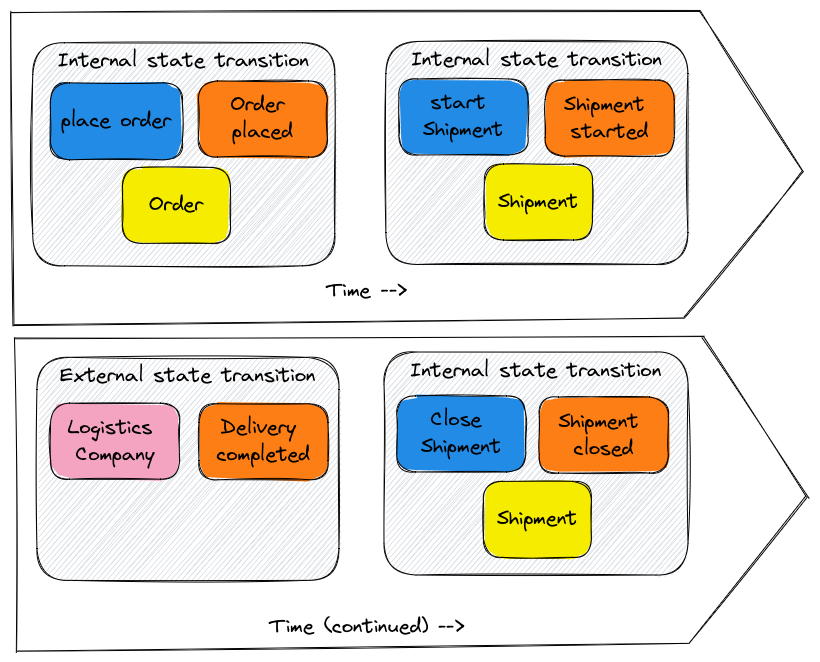 Internal state transition
place order
Order
placed
Order
Internal state transition
start
Shipment
Shipment
started
Shipment
Time -->
External state transition
Logistics
Company
Delivery
completed
Internal state transition
Close
Shipment
Shipment
closed
Shipment
Time (continued) -->